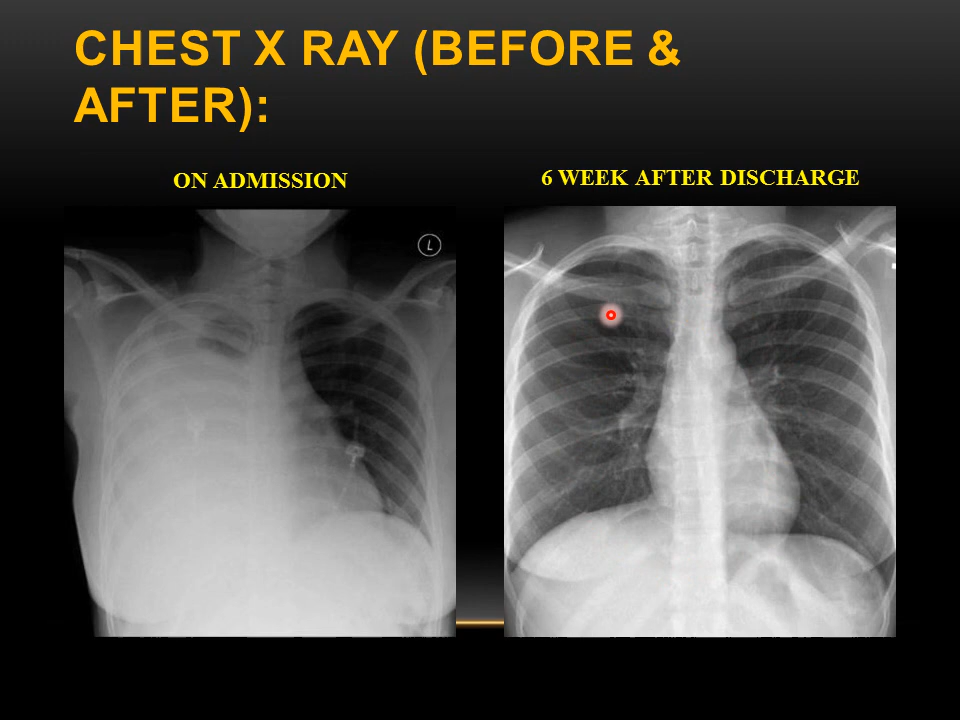 CHEST X RAY (BEFORE &
AFTER):
ON ADMISSION
6 WEEK AFTER DISCHARGE
L